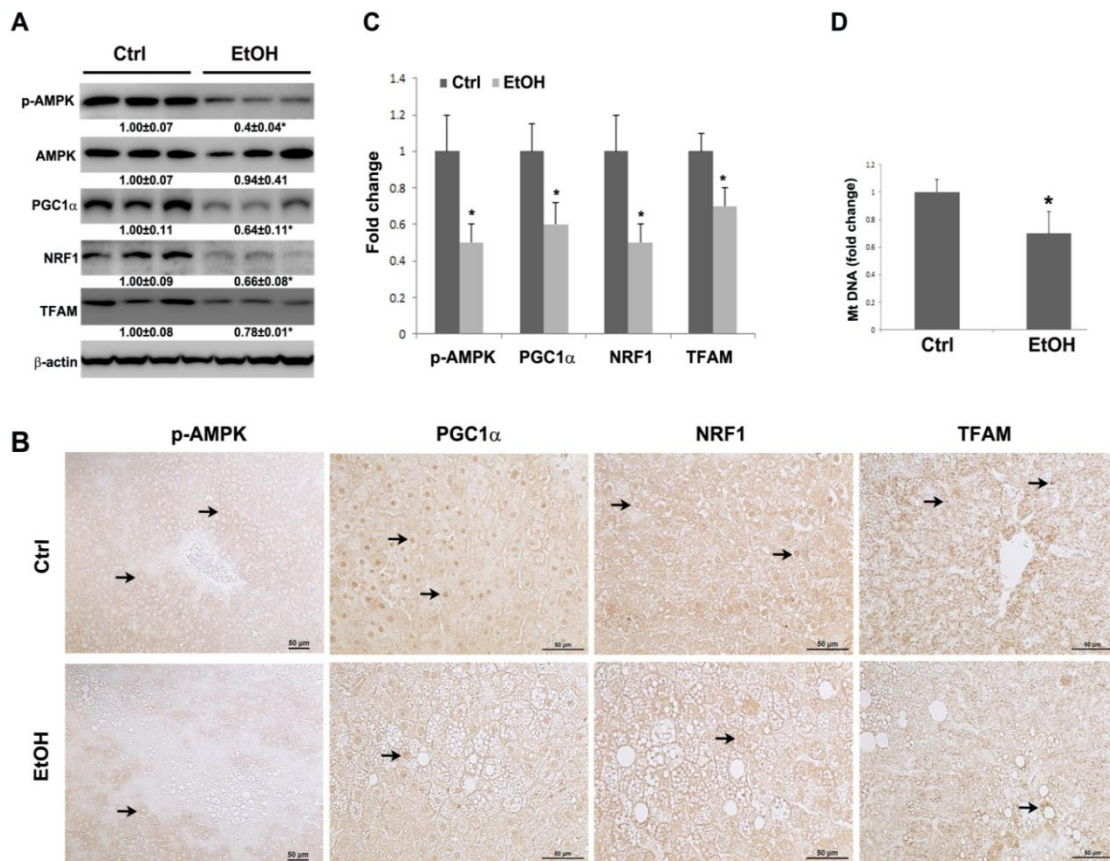 A
Ctrl EtOH
p-AMPK
1.00±0.07 0.4±0.04*
AMPK
1.00±0.07 0.94±0.41
PGC1α
1.00±0.11 0.64±0.11*
NRF1
1.00±0.09 0.66±0.08*
TFAM
1.00±0.08 0.78±0.01*
β-actin
C
Fold change
1.4
1.2
1
0.8
0.6
0.4
0.2
0
Ctrl EtOH
* * * *
p-AMPK PGC1α NRF1 TFAM
D
Mt DNA (fold change)
1.2
1
0.8
0.6
0.4
0.2
0
*
Ctrl EtOH
B
p-AMPK PGC1α NRF1 TFAM
Ctrl
50 µm 50 µm 50 µm 50 µm
EtOH
50 µm 50 µm 50 µm 50 µm